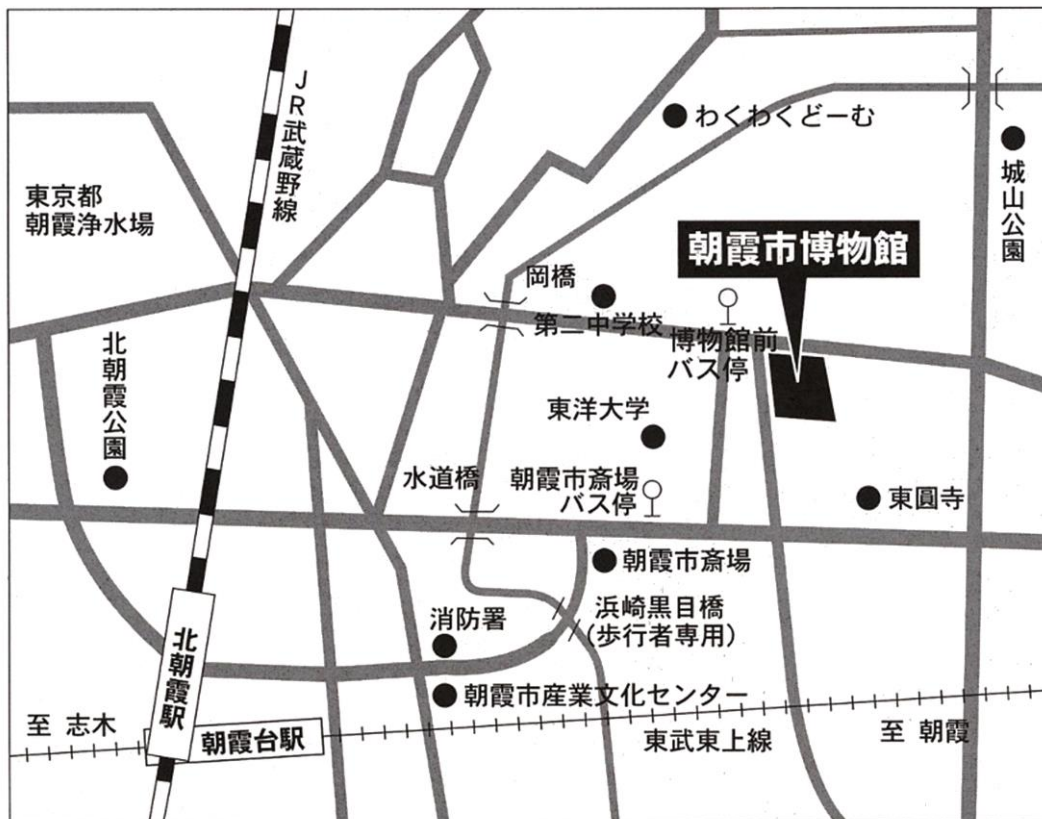 JR武蔵野線
わくわくどーむ
東京都
朝霞浄水場
城山公園
朝霞市博物館
岡橋
第二中学校
博物館前
バス停
北朝霞公園
東洋大学
水道橋
朝霞市斎場
バス停
東圓寺
朝霞市斎場
浜崎黒目橋
(歩行者専用)
消防署
北朝霞駅
朝霞市産業文化センター
至 志木
朝霞台駅
東武東上線
至 朝霞